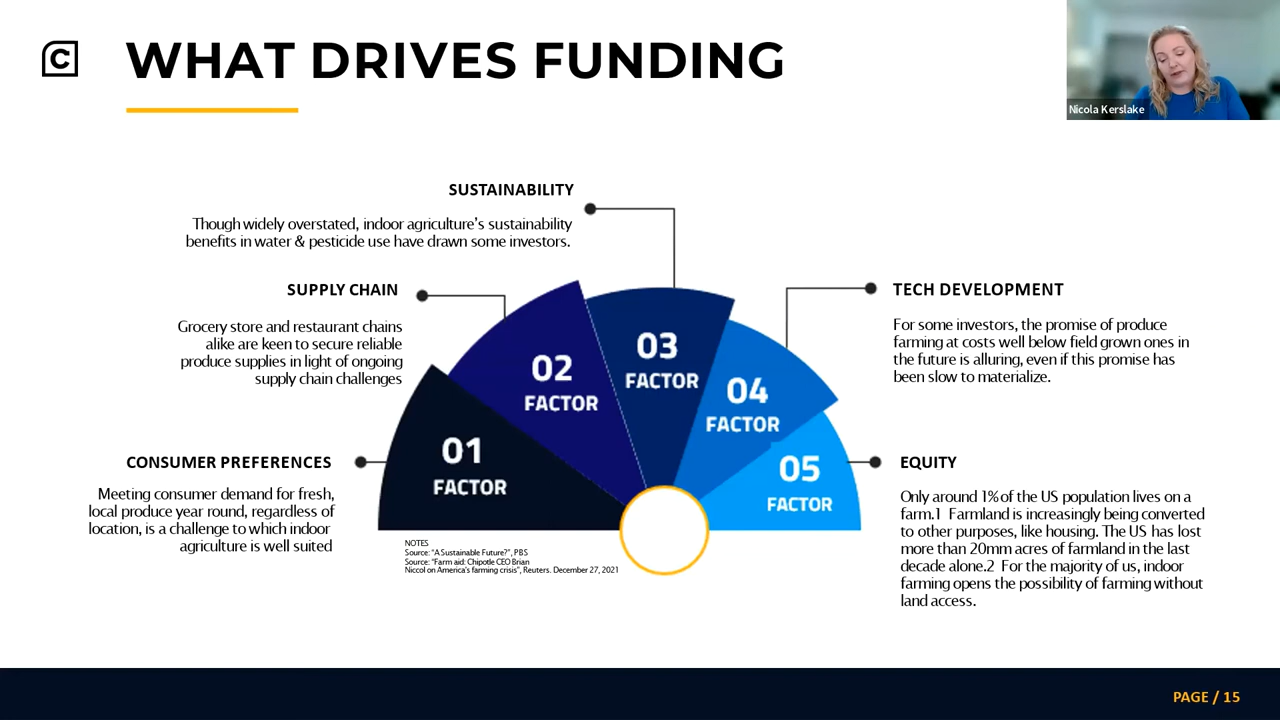 C
WHAT DRIVES FUNDING
Nicola Kerslake
SUSTAINABILITY
Though widely overstated, indoor agriculture's sustainability
benefits in water & pesticide use have drawn some investors.
SUPPLY CHAIN
Grocery store and restaurant chains
alike are keen to secure reliable
produce supplies in light of ongoing
supply chain challenges
TECH DEVELOPMENT
For some investors, the promise of produce
farming at costs well below field grown ones in
the future is alluring, even if this promise has
been slow to materialize.
CONSUMER PREFERENCES
Meeting consumer demand for fresh,
local produce year round, regardless of
location, is a challenge to which indoor
agriculture is well suited
01
FACTOR
02
FACTOR
03
FACTOR
04
FACTOR
05
FACTOR
EQUITY
Only around 1% of the US population lives on a
farm.1 Farmland is increasingly being converted
to other purposes, like housing. The US has lost
more than 20mm acres of farmland in the last
decade alone.2 For the majority of us, indoor
farming opens the possibility of farming without
land access.
NOTES
Source: "A Sustainable Future?", PBS
Source: "Farm aid: Chipotle CEO Brian
Niccol on America's farming crisis", Reuters. December 27, 2021
PAGE / 15